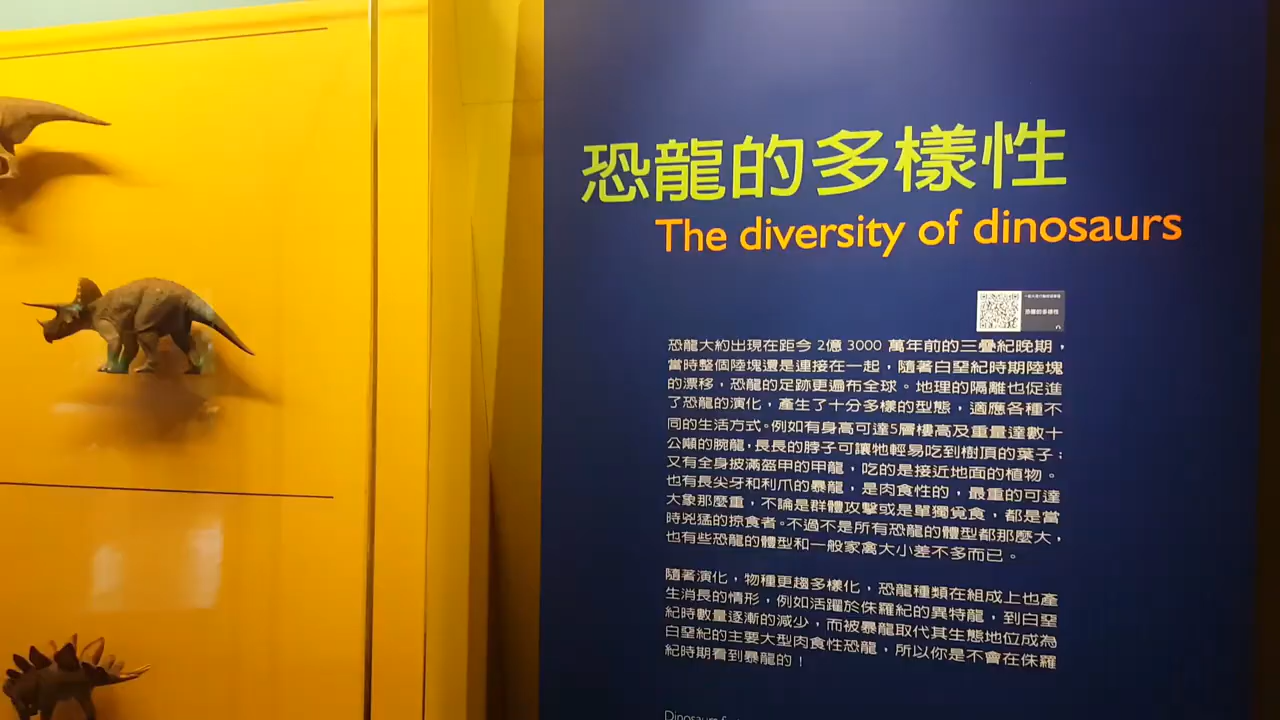 恐龍的多樣性
The diversity of dinosaurs
恐龍的多樣性
恐龍大約出現在距今 2億 3000 萬年前的三疊紀晚期，
當時整個陸塊還是連接在一起，隨著白堊紀時期陸塊
的漂移，恐龍的足跡更遍布全球。地理的隔離也促進
了恐龍的演化，產生了十分多樣的型態，適應各種不
同的生活方式。例如有身高可達5層樓高及重量達數十
公噸的腕龍，長長的脖子可讓牠輕易吃到樹頂的葉子；
又有全身披滿盔甲的甲龍，吃的是接近地面的植物。
也有長尖牙和利爪的暴龍，是肉食性的，最重的可達
大象那麼重，不論是群體攻擊或是單獨覓食，都是當
時兇猛的掠食者。不過不是所有恐龍的體型都那麼大，
也有些恐龍的體型和一般家禽大小差不多而已。
隨著演化，物種更趨多樣化，恐龍種類在組成上也產
生消長的情形，例如活躍於侏羅紀的異特龍，到白堊
紀時數量逐漸的減少，而被暴龍取代其生態地位成為
白堊紀的主要大型肉食性恐龍，所以你是不會在侏羅
紀時期看到暴龍的！
Dinosaurs